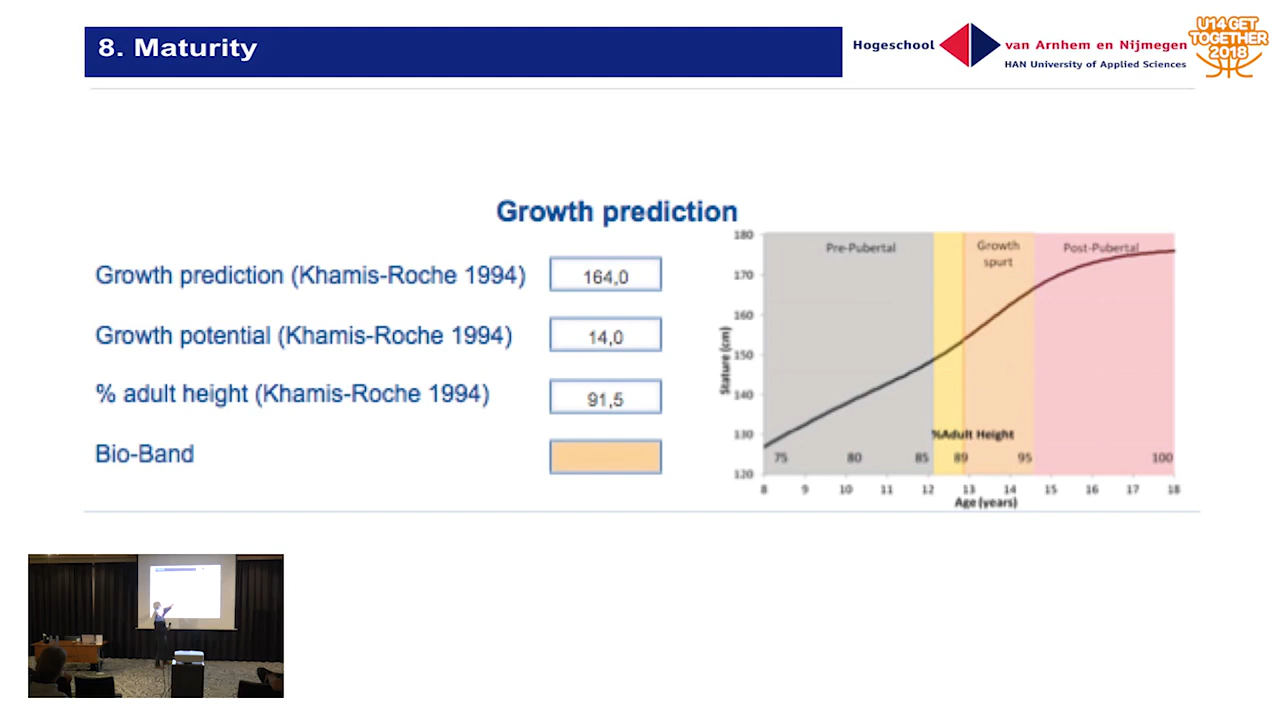 8. Maturity
Hogeschool van Arnhem en Nijmegen
HAN University of Applied Sciences
U14 GET
TOGETHER
2018
Growth prediction
Growth prediction (Khamis-Roche 1994) 164,0
Growth potential (Khamis-Roche 1994) 14,0
% adult height (Khamis-Roche 1994) 91,5
Bio-Band
Pre-Pubertal Growth spurt Post-Pubertal
Stature (cm)
180
170
160
150
140
130
120
%Adult Height
75 80 85 89 95 100
8 9 10 11 12 13 14 15 16 17 18
Age (years)